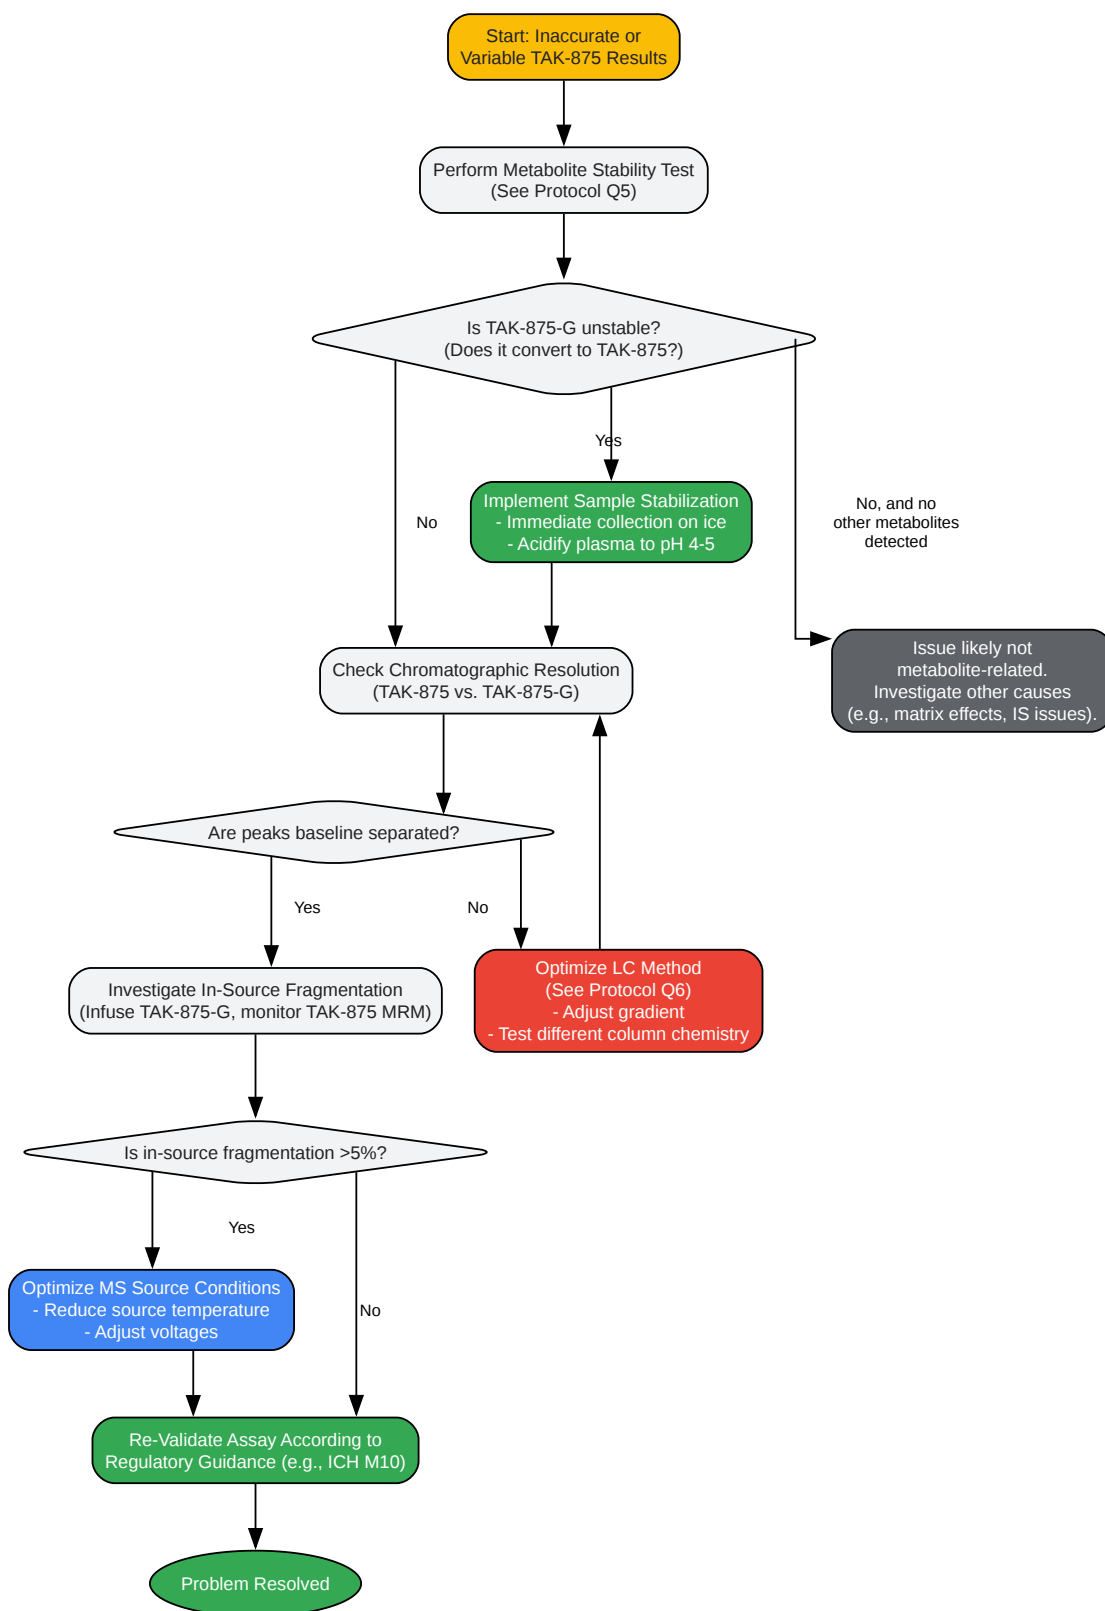 Start: Inaccurate or
Variable TAK-875 Results
Perform Metabolite Stability Test
(See Protocol Q5)
Is TAK-875-G unstable?
(Does it convert to TAK-875?)
Yes
Implement Sample Stabilization
- Immediate collection on ice
- Acidify plasma to pH 4-5
No
No, and no
other metabolites
detected
Check Chromatographic Resolution
(TAK-875 vs. TAK-875-G)
Issue likely not
metabolite-related.
Investigate other causes
(e.g., matrix effects, IS issues).
Are peaks baseline separated?
Yes
No
Investigate In-Source Fragmentation
(Infuse TAK-875-G, monitor TAK-875 MRM)
Optimize LC Method
(See Protocol Q6)
- Adjust gradient
- Test different column chemistry
Is in-source fragmentation >5%?
Yes
Optimize MS Source Conditions
- Reduce source temperature
- Adjust voltages
No
Re-Validate Assay According to
Regulatory Guidance (e.g., ICH M10)
Problem Resolved